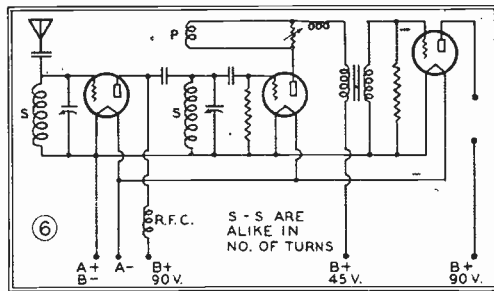 P
S
S
R.F.C.
S-S ARE
ALIKE IN
NO. OF TURNS
6
A+ A- B+ B+ B+
B- 90 V. 45 V. 90 V.